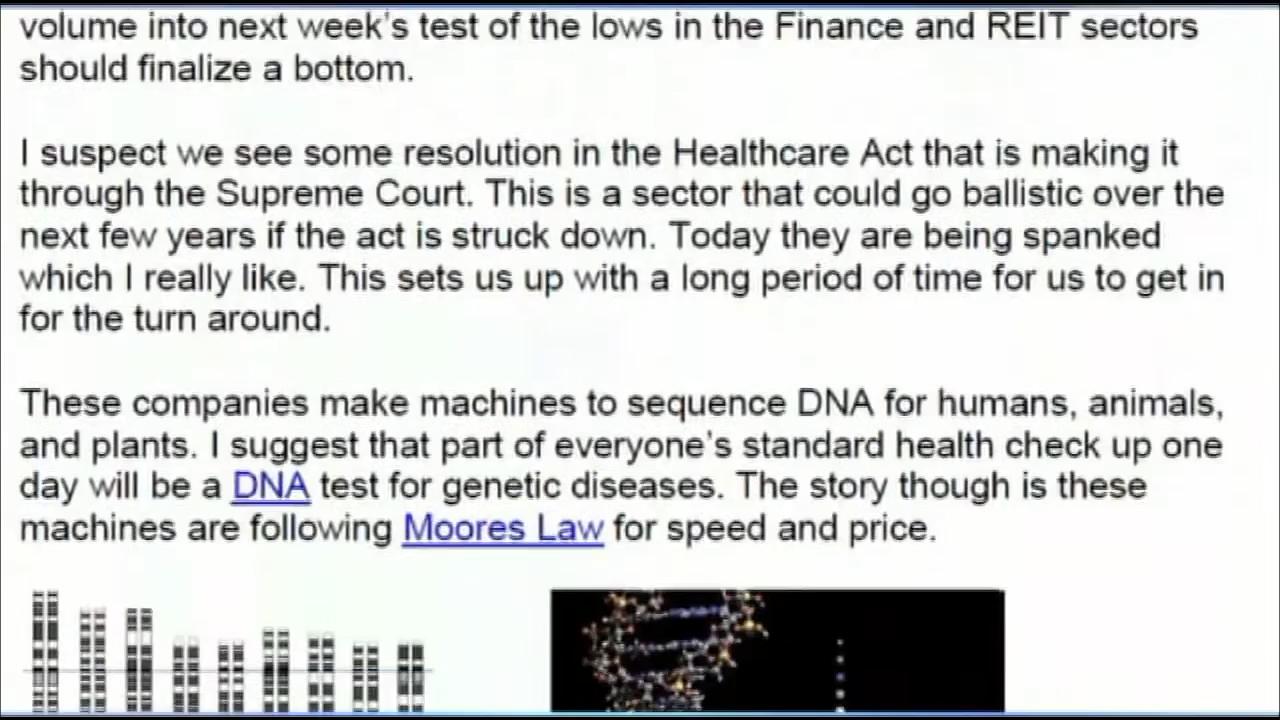 volume into next week's test of the lows in the Finance and REIT sectors
should finalize a bottom.
I suspect we see some resolution in the Healthcare Act that is making it
through the Supreme Court. This is a sector that could go ballistic over the
next few years if the act is struck down. Today they are being spanked
which I really like. This sets us up with a long period of time for us to get in
for the turn around.
These companies make machines to sequence DNA for humans, animals,
and plants. I suggest that part of everyone's standard health check up one
day will be a DNA test for genetic diseases. The story though is these
machines are following Moores Law for speed and price.